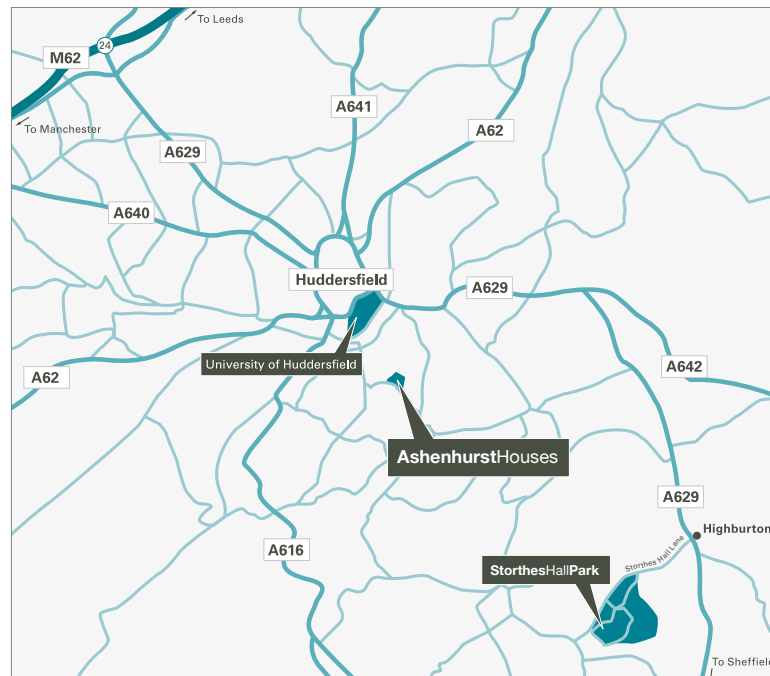 To Leeds
24
M62
A641
To Manchester
A62
A629
A640
Huddersfield
A629
University of Huddersfield
A642
A62
AshenhurstHouses
A629
Highburton
A616
Storthes Hall Lane
StorthesHallPark
To Sheffield